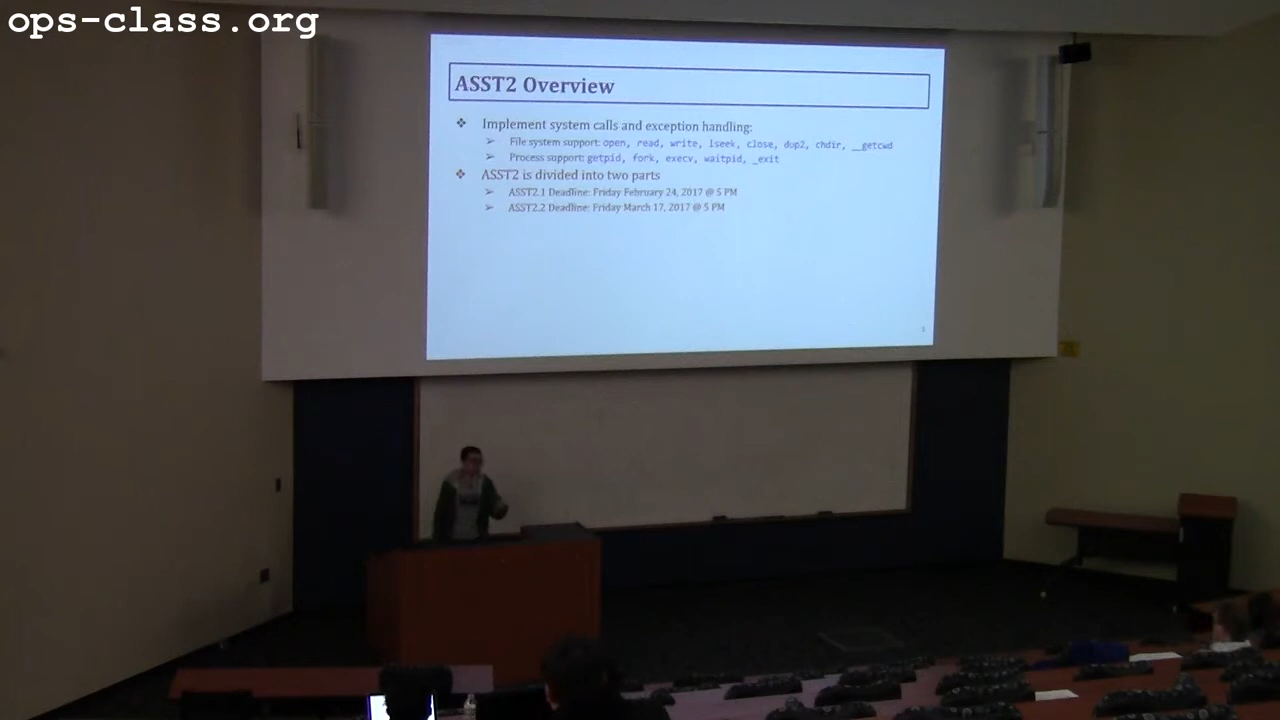 ops-class.org
ASST2 Overview
❖ Implement system calls and exception handling:
➢ File system support: open, read, write, lseek, close, dup2, chdir, __getcwd
➢ Process support: getpid, fork, execv, waitpid, _exit
❖ ASST2 is divided into two parts
➢ ASST2.1 Deadline: Friday February 24, 2017 @ 5 PM
➢ ASST2.2 Deadline: Friday March 17, 2017 @ 5 PM